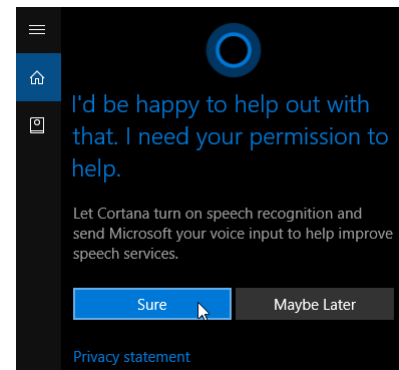 I'd be happy to help out with
that. I need your permission to
help.
Let Cortana turn on speech recognition and
send Microsoft your voice input to help improve
speech services.
Sure
Maybe Later
Privacy statement